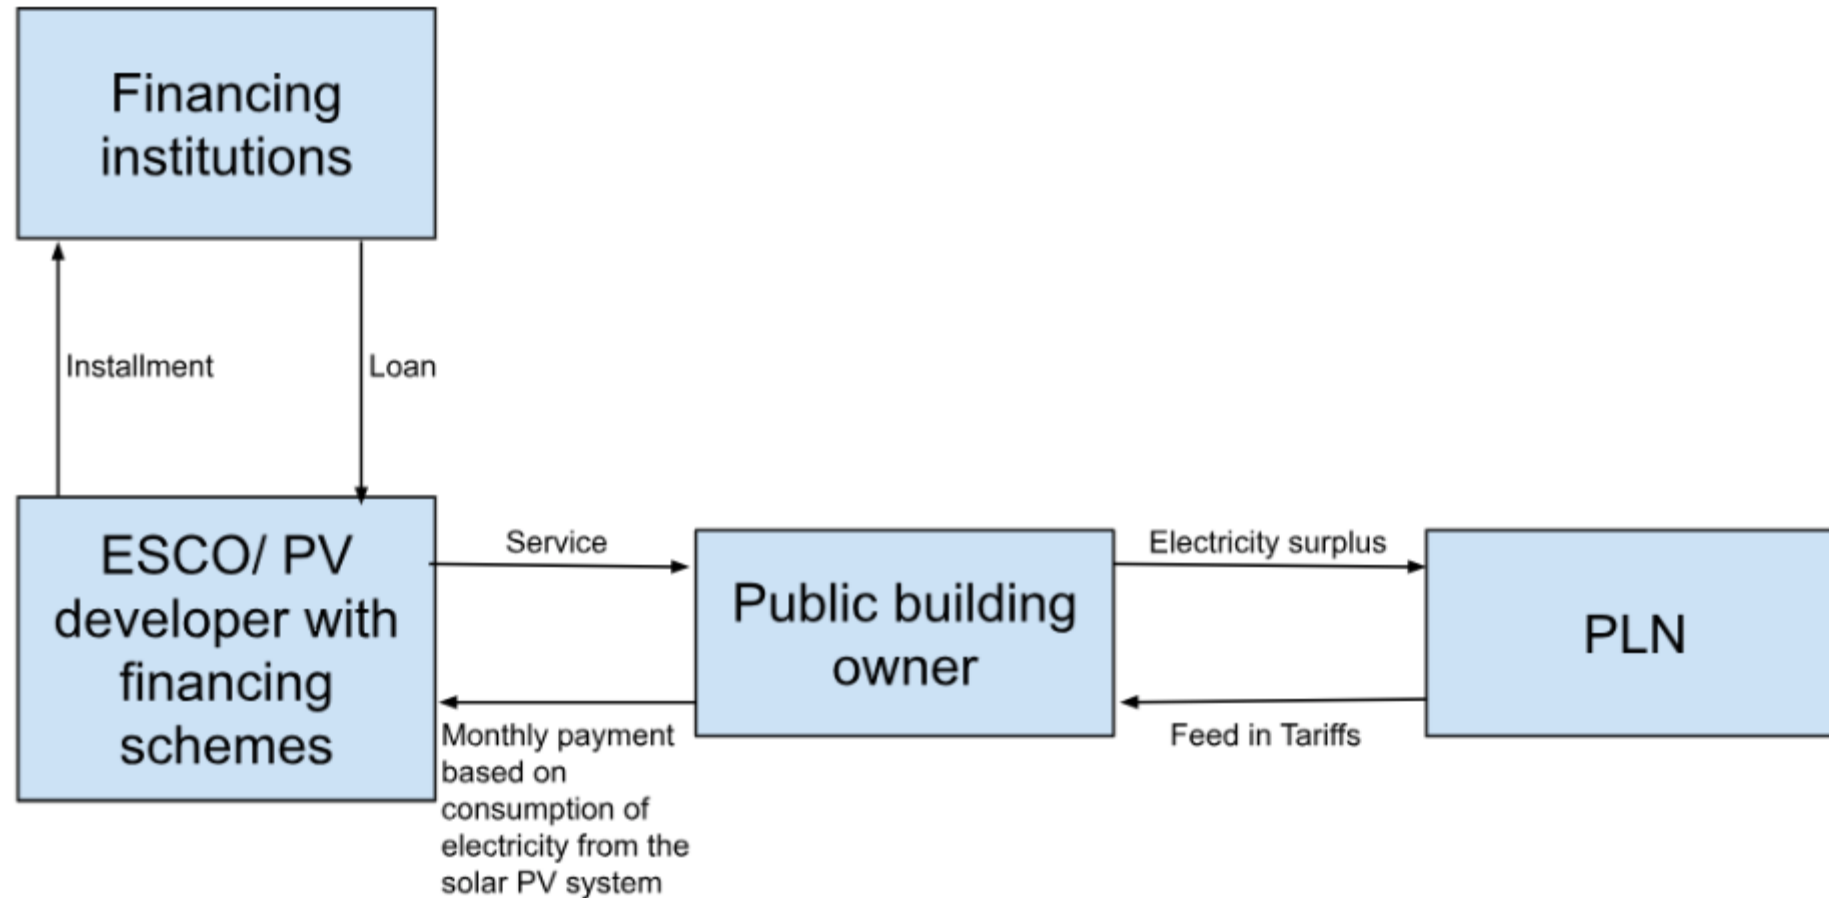 Financing
institutions
Installment
Loan
ESCO/ PV
developer with
financing
schemes
Service
Monthly payment
based on
consumption of
electricity from the
solar PV system
Public building
owner
Electricity surplus
Feed in Tariffs
PLN